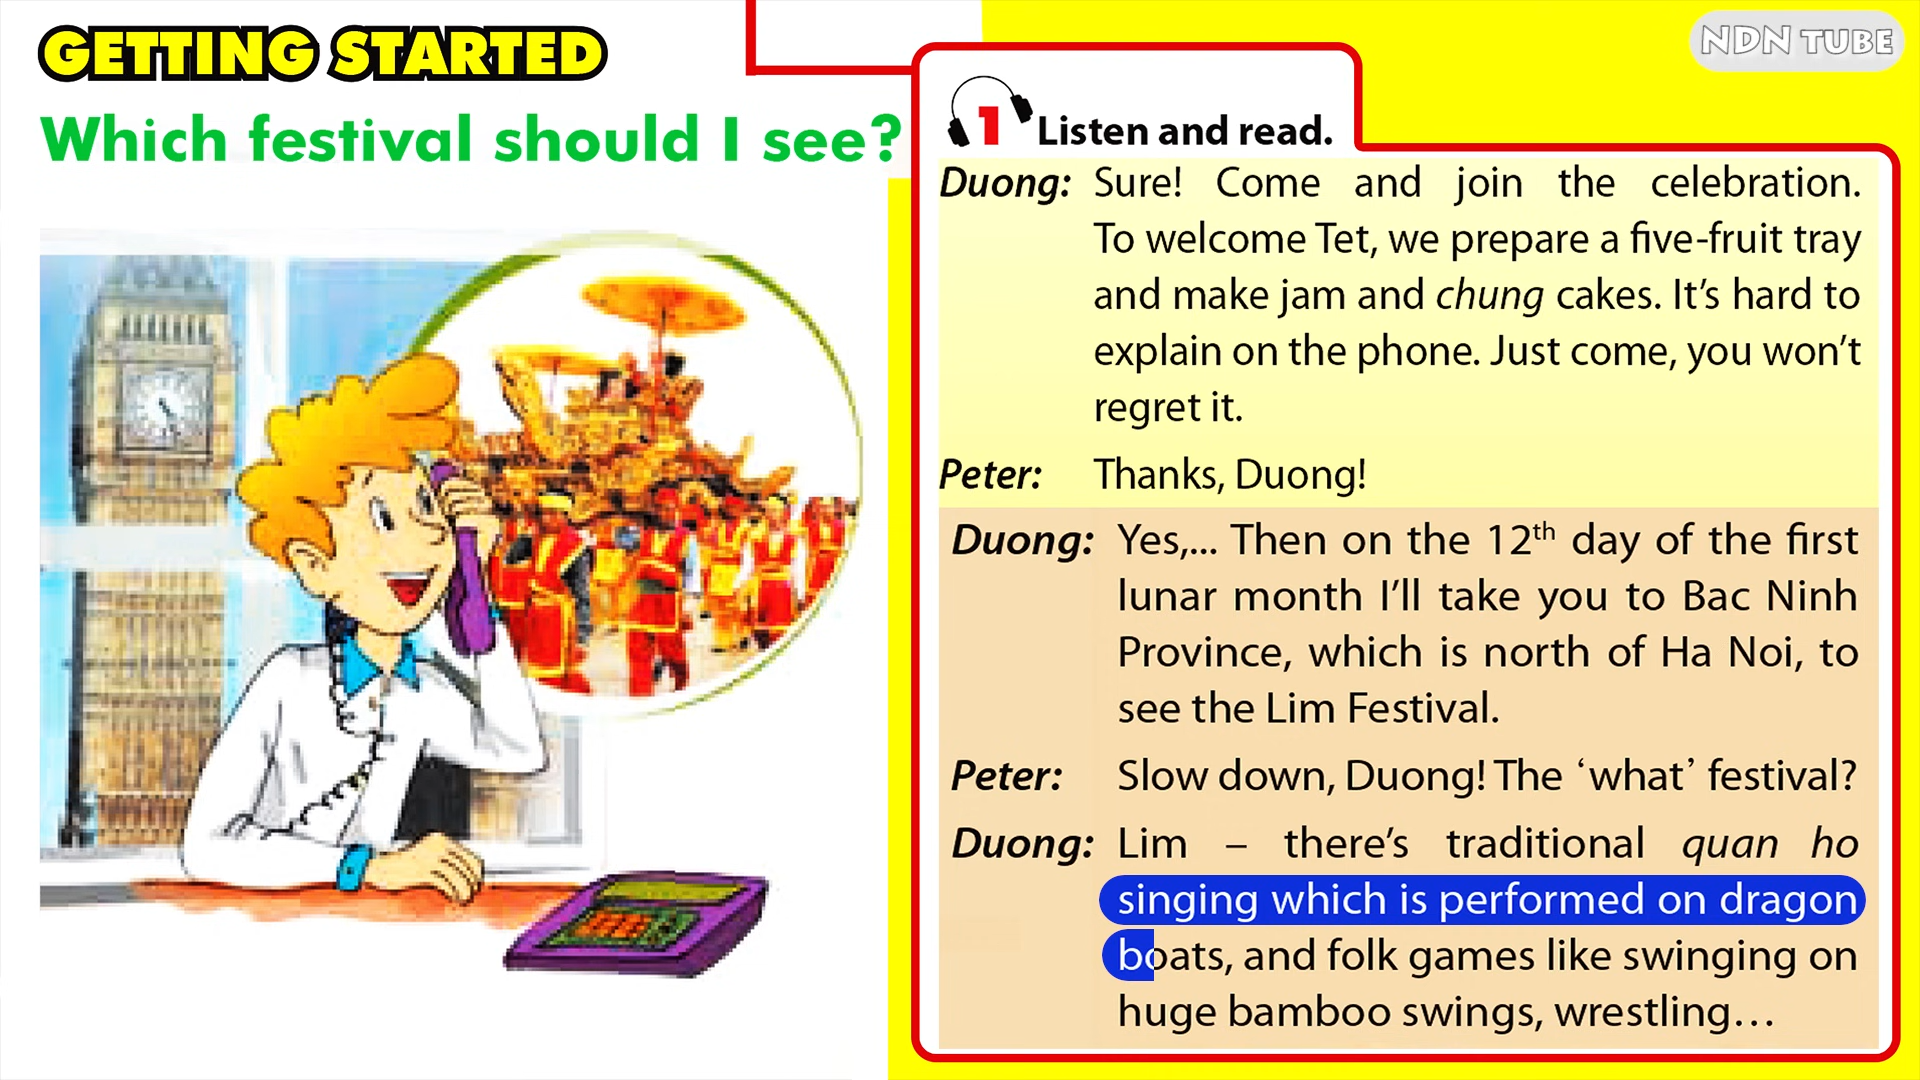 GETTING STARTED
Which festival should I see?
NDN TUBE
1 Listen and read.
Duong: Sure! Come and join the celebration.
To welcome Tet, we prepare a five-fruit tray
and make jam and chung cakes. It's hard to
explain on the phone. Just come, you won't
regret it.
Peter: Thanks, Duong!
Duong: Yes,... Then on the 12th day of the first
lunar month I'll take you to Bac Ninh
Province, which is north of Ha Noi, to
see the Lim Festival.
Peter: Slow down, Duong! The ‘what’ festival?
Duong: Lim – there's traditional quan ho
singing which is performed on dragon
boats, and folk games like swinging on
huge bamboo swings, wrestling…